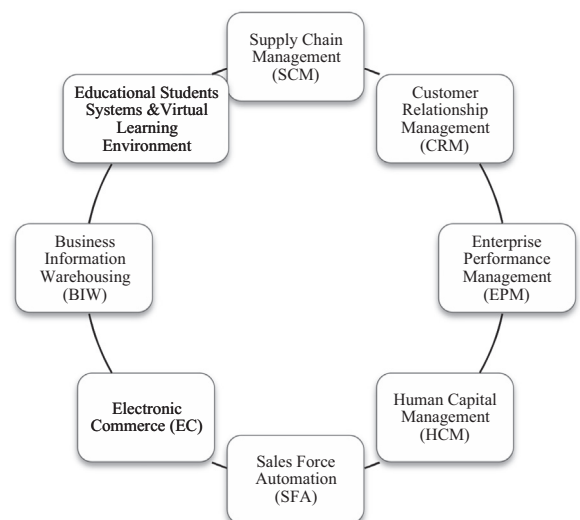 Supply Chain
Management
(SCM)
Customer
Relationship
Management
(CRM)
Enterprise
Performance
Management
(EPM)
Human Capital
Management
(HCM)
Sales Force
Automation
(SFA)
Electronic
Commerce (EC)
Business
Information
Warehousing
(BIW)
Educational Students
Systems &Virtual
Learning
Environment